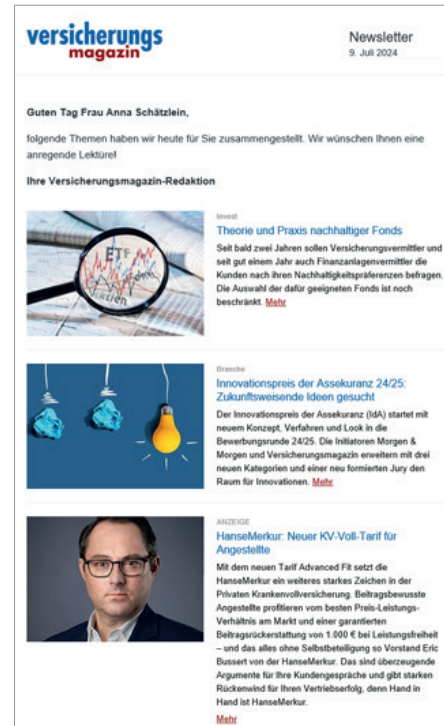 versicherungs
magazin
Newsletter
9. Juli 2024
Guten Tag Frau Anna Schätzlein,
folgende Themen haben wir heute für Sie zusammengestellt. Wir wünschen Ihnen eine
anregende Lektüre!
Ihre Versicherungsmagazin-Redaktion
ETF
Invest
Theorie und Praxis nachhaltiger Fonds
Seit bald zwei Jahren sollen Versicherungsvermittler und
seit gut einem Jahr auch Finanzanlagenvermittler die
Kunden nach ihren Nachhaltigkeitspräferenzen befragen.
Die Auswahl der dafür geeigneten Fonds ist noch
beschränkt. Mehr
Branche
Innovationspreis der Assekuranz 24/25:
Zukunftsweisende Ideen gesucht
Der Innovationspreis der Assekuranz (IdA) startet mit
neuem Konzept, Verfahren und Look in die
Bewerbungsrunde 24/25. Die Initiatoren Morgen &
Morgen und Versicherungsmagazin erweitern mit drei
neuen Kategorien und einer neu formierten Jury den
Raum für Innovationen. Mehr
ANZEIGE
HanseMerkur: Neuer KV-Voll-Tarif für
Angestellte
Mit dem neuen Tarif Advanced Fit setzt die
HanseMerkur ein weiteres starkes Zeichen in der
Privaten Krankenvollversicherung. Beitragsbewusste
Angestellte profitieren vom besten Preis-Leistungs-
Verhältnis am Markt und einer garantierten
Beitragsrückerstattung von 1.000 € bei Leistungsfreiheit
– und das alles ohne Selbstbeteiligung so Vorstand Eric
Bussert von der HanseMerkur. Das sind überzeugende
Argumente für Ihre Kundengespräche und gibt starken
Rückenwind für Ihren Vertriebserfolg, denn Hand in
Hand ist HanseMerkur.
Mehr